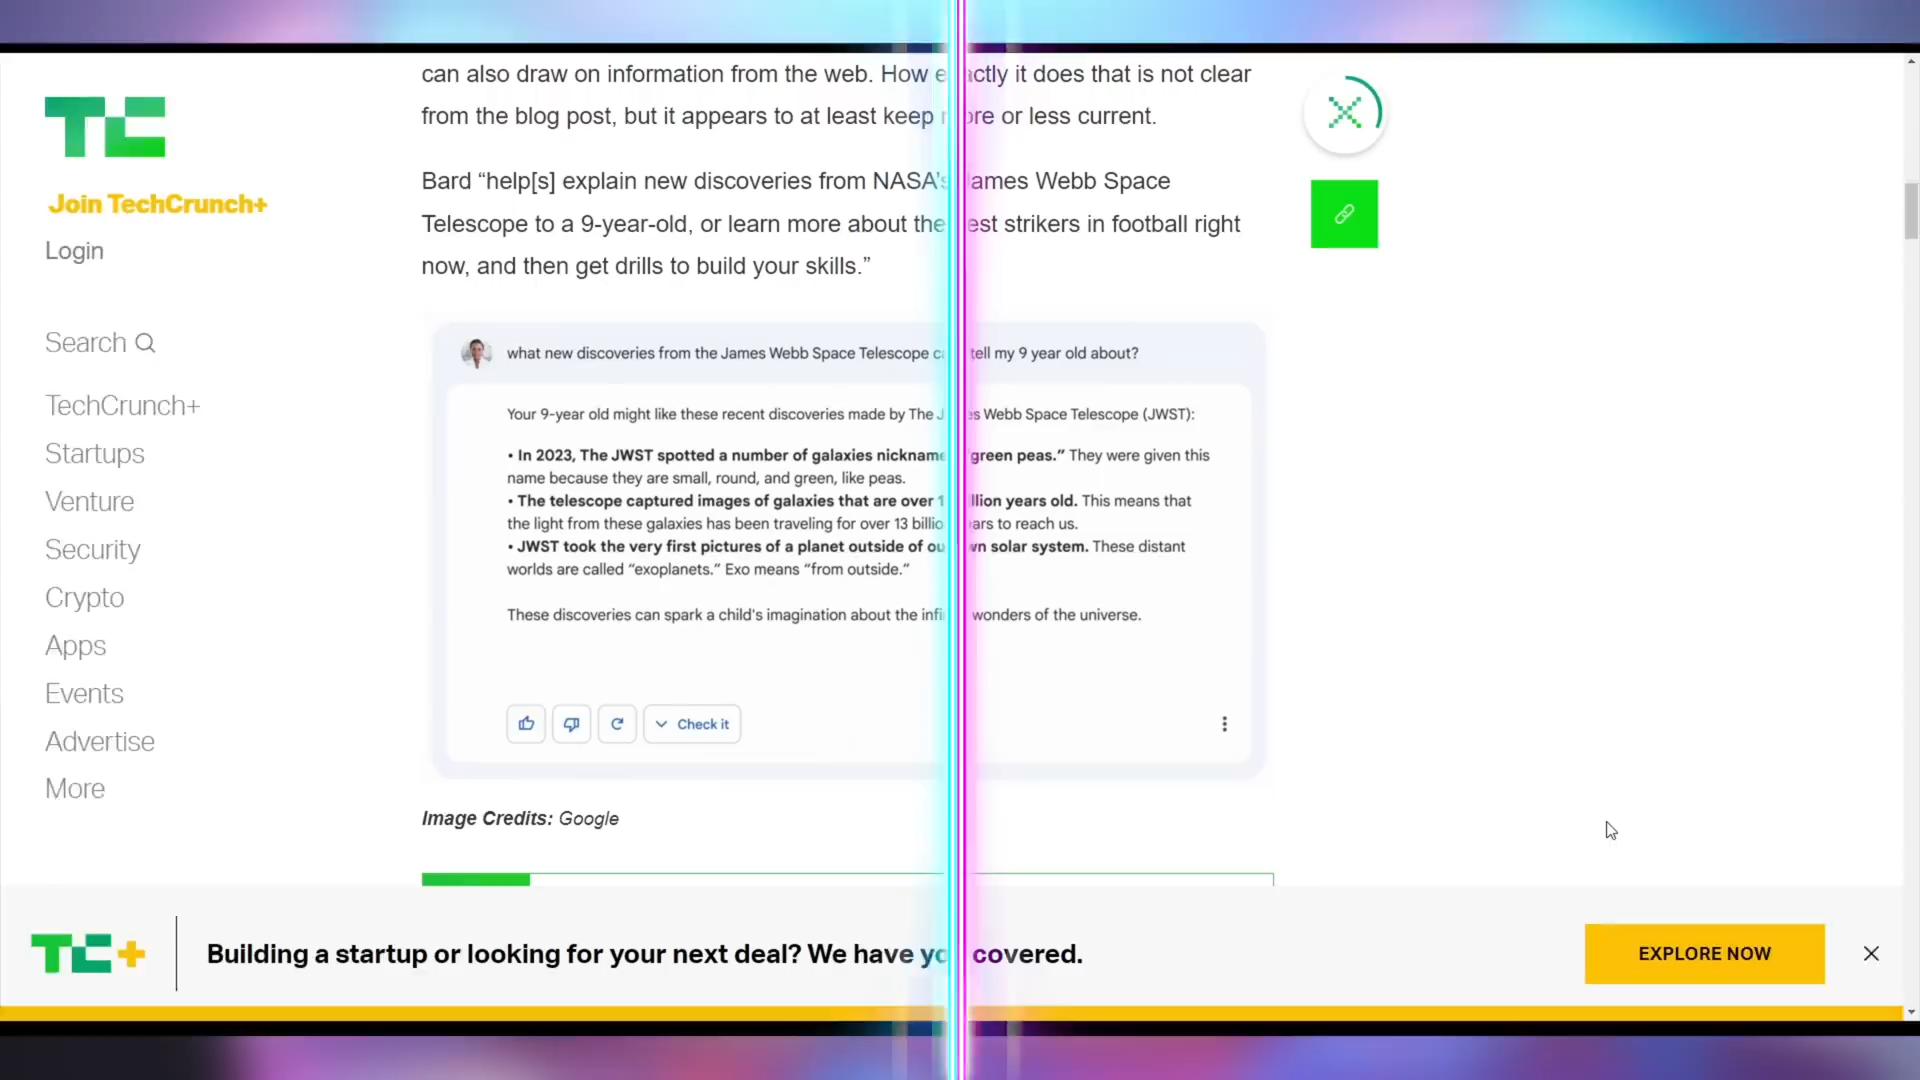 can also draw on information from the web. How e actly it does that is not clear
from the blog post, but it appears to at least keep ore or less current.
TC
Join TechCrunch+
Bard “help[s] explain new discoveries from NASA's James Webb Space
Telescope to a 9-year-old, or learn more about the est strikers in football right
now, and then get drills to build your skills.”
Login
Search
TechCrunch+
Startups
Venture
Security
Crypto
Apps
Events
Advertise
More
what new discoveries from the James Webb Space Telescope c tell my 9 year old about?
Your 9-year old might like these recent discoveries made by The J es Webb Space Telescope (JWST):
• In 2023, The JWST spotted a number of galaxies nickname “green peas.” They were given this
name because they are small, round, and green, like peas.
• The telescope captured images of galaxies that are over 1 llion years old. This means that
the light from these galaxies has been traveling for over 13 billio ars to reach us.
• JWST took the very first pictures of a planet outside of ou wn solar system. These distant
worlds are called “exoplanets.” Exo means “from outside.”
These discoveries can spark a child's imagination about the infi wonders of the universe.
Check it
Image Credits: Google
TC+
Building a startup or looking for your next deal? We have yo covered.
EXPLORE NOW